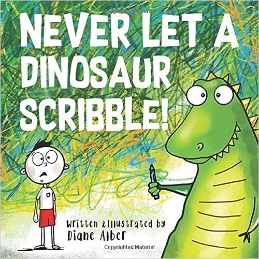 NEVER LET A
DINOSAUR
SCRIBBLE!
Written & Illustrated by
Diane Alber
Copyrighted Material